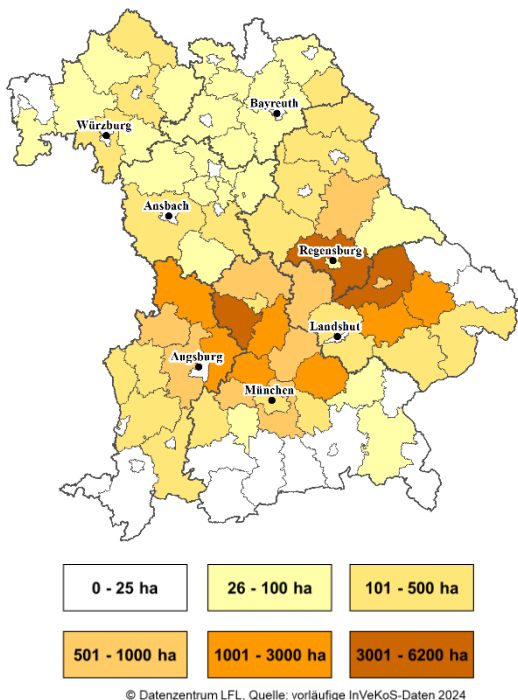 Bayreuth
Würzburg
Ansbach
Regensburg
Landshut
Augsburg
München
0 - 25 ha
26 - 100 ha
101 - 500 ha
501 - 1000 ha
1001 - 3000 ha
3001 - 6200 ha
© Datenzentrum LFL, Quelle: vorläufige InVeKoS-Daten 2024